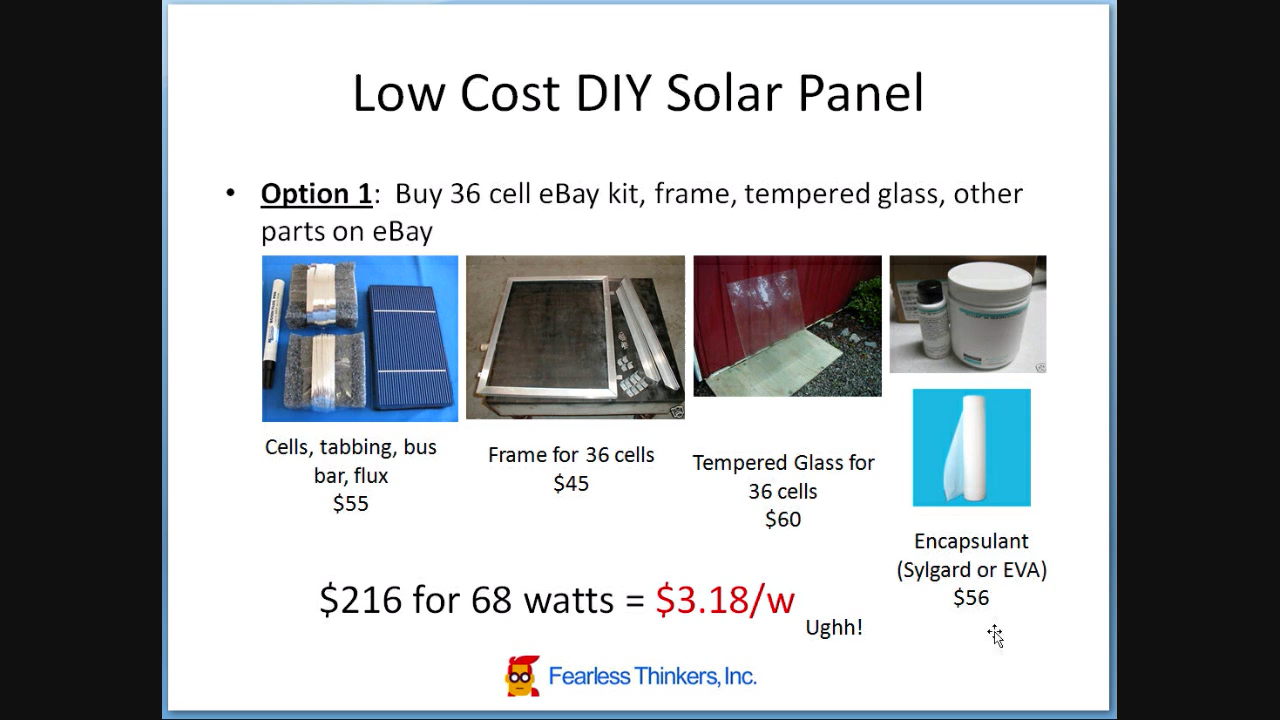 Low Cost DIY Solar Panel
• Option 1: Buy 36 cell eBay kit, frame, tempered glass, other
parts on eBay
Cells, tabbing, bus
bar, flux
$55
Frame for 36 cells
$45
Tempered Glass for
36 cells
$60
Encapsulant
(Sylgard or EVA)
$56
$216 for 68 watts = $3.18/w
Ughh!
Fearless Thinkers, Inc.